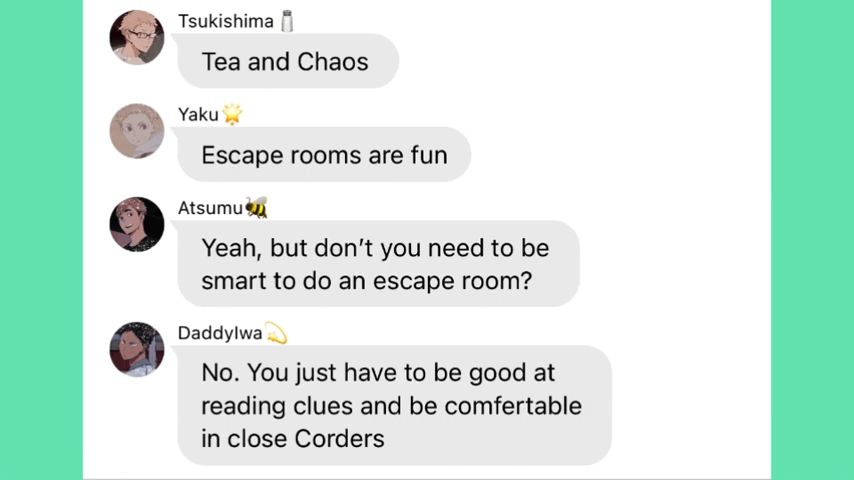 Tsukishima🧂
Tea and Chaos
Yaku🌟
Escape rooms are fun
Atsumu🐝
Yeah, but don’t you need to be
smart to do an escape room?
DaddyIwa💫
No. You just have to be good at
reading clues and be comfertable
in close Corders